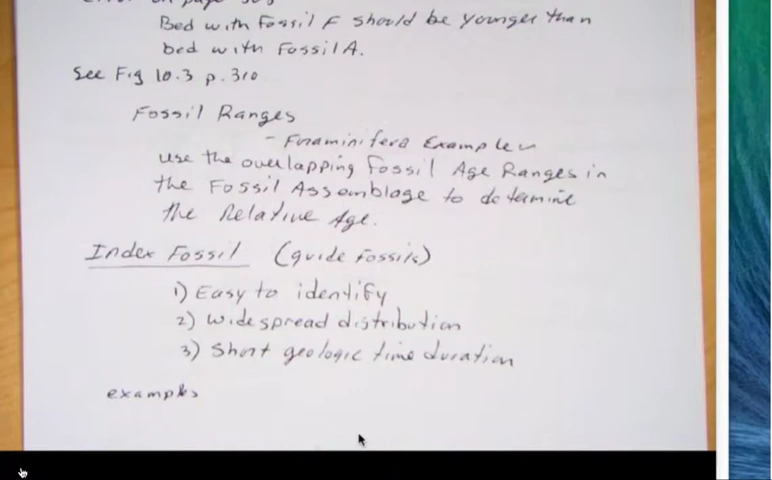 on page
Bed with Fossil F should be younger than
bed with Fossil A.
See Fig 10.3 p. 310
Fossil Ranges
- Foraminifera Example
use the overlapping Fossil Age Ranges in
the Fossil Assemblage to determine
the Relative Age.
Index Fossil (guide fossils)
1) Easy to identify
2) Widespread distribution
3) Short geologic time duration
examples